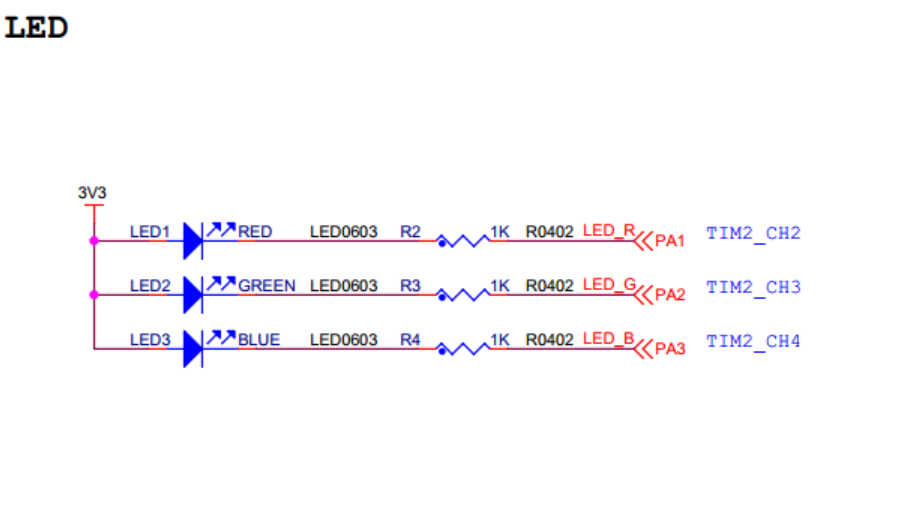 LED
3V3
LED1 RED LED0603 R2 1K R0402 LED_R PA1 TIM2_CH2
LED2 GREEN LED0603 R3 1K R0402 LED_G PA2 TIM2_CH3
LED3 BLUE LED0603 R4 1K R0402 LED_B PA3 TIM2_CH4